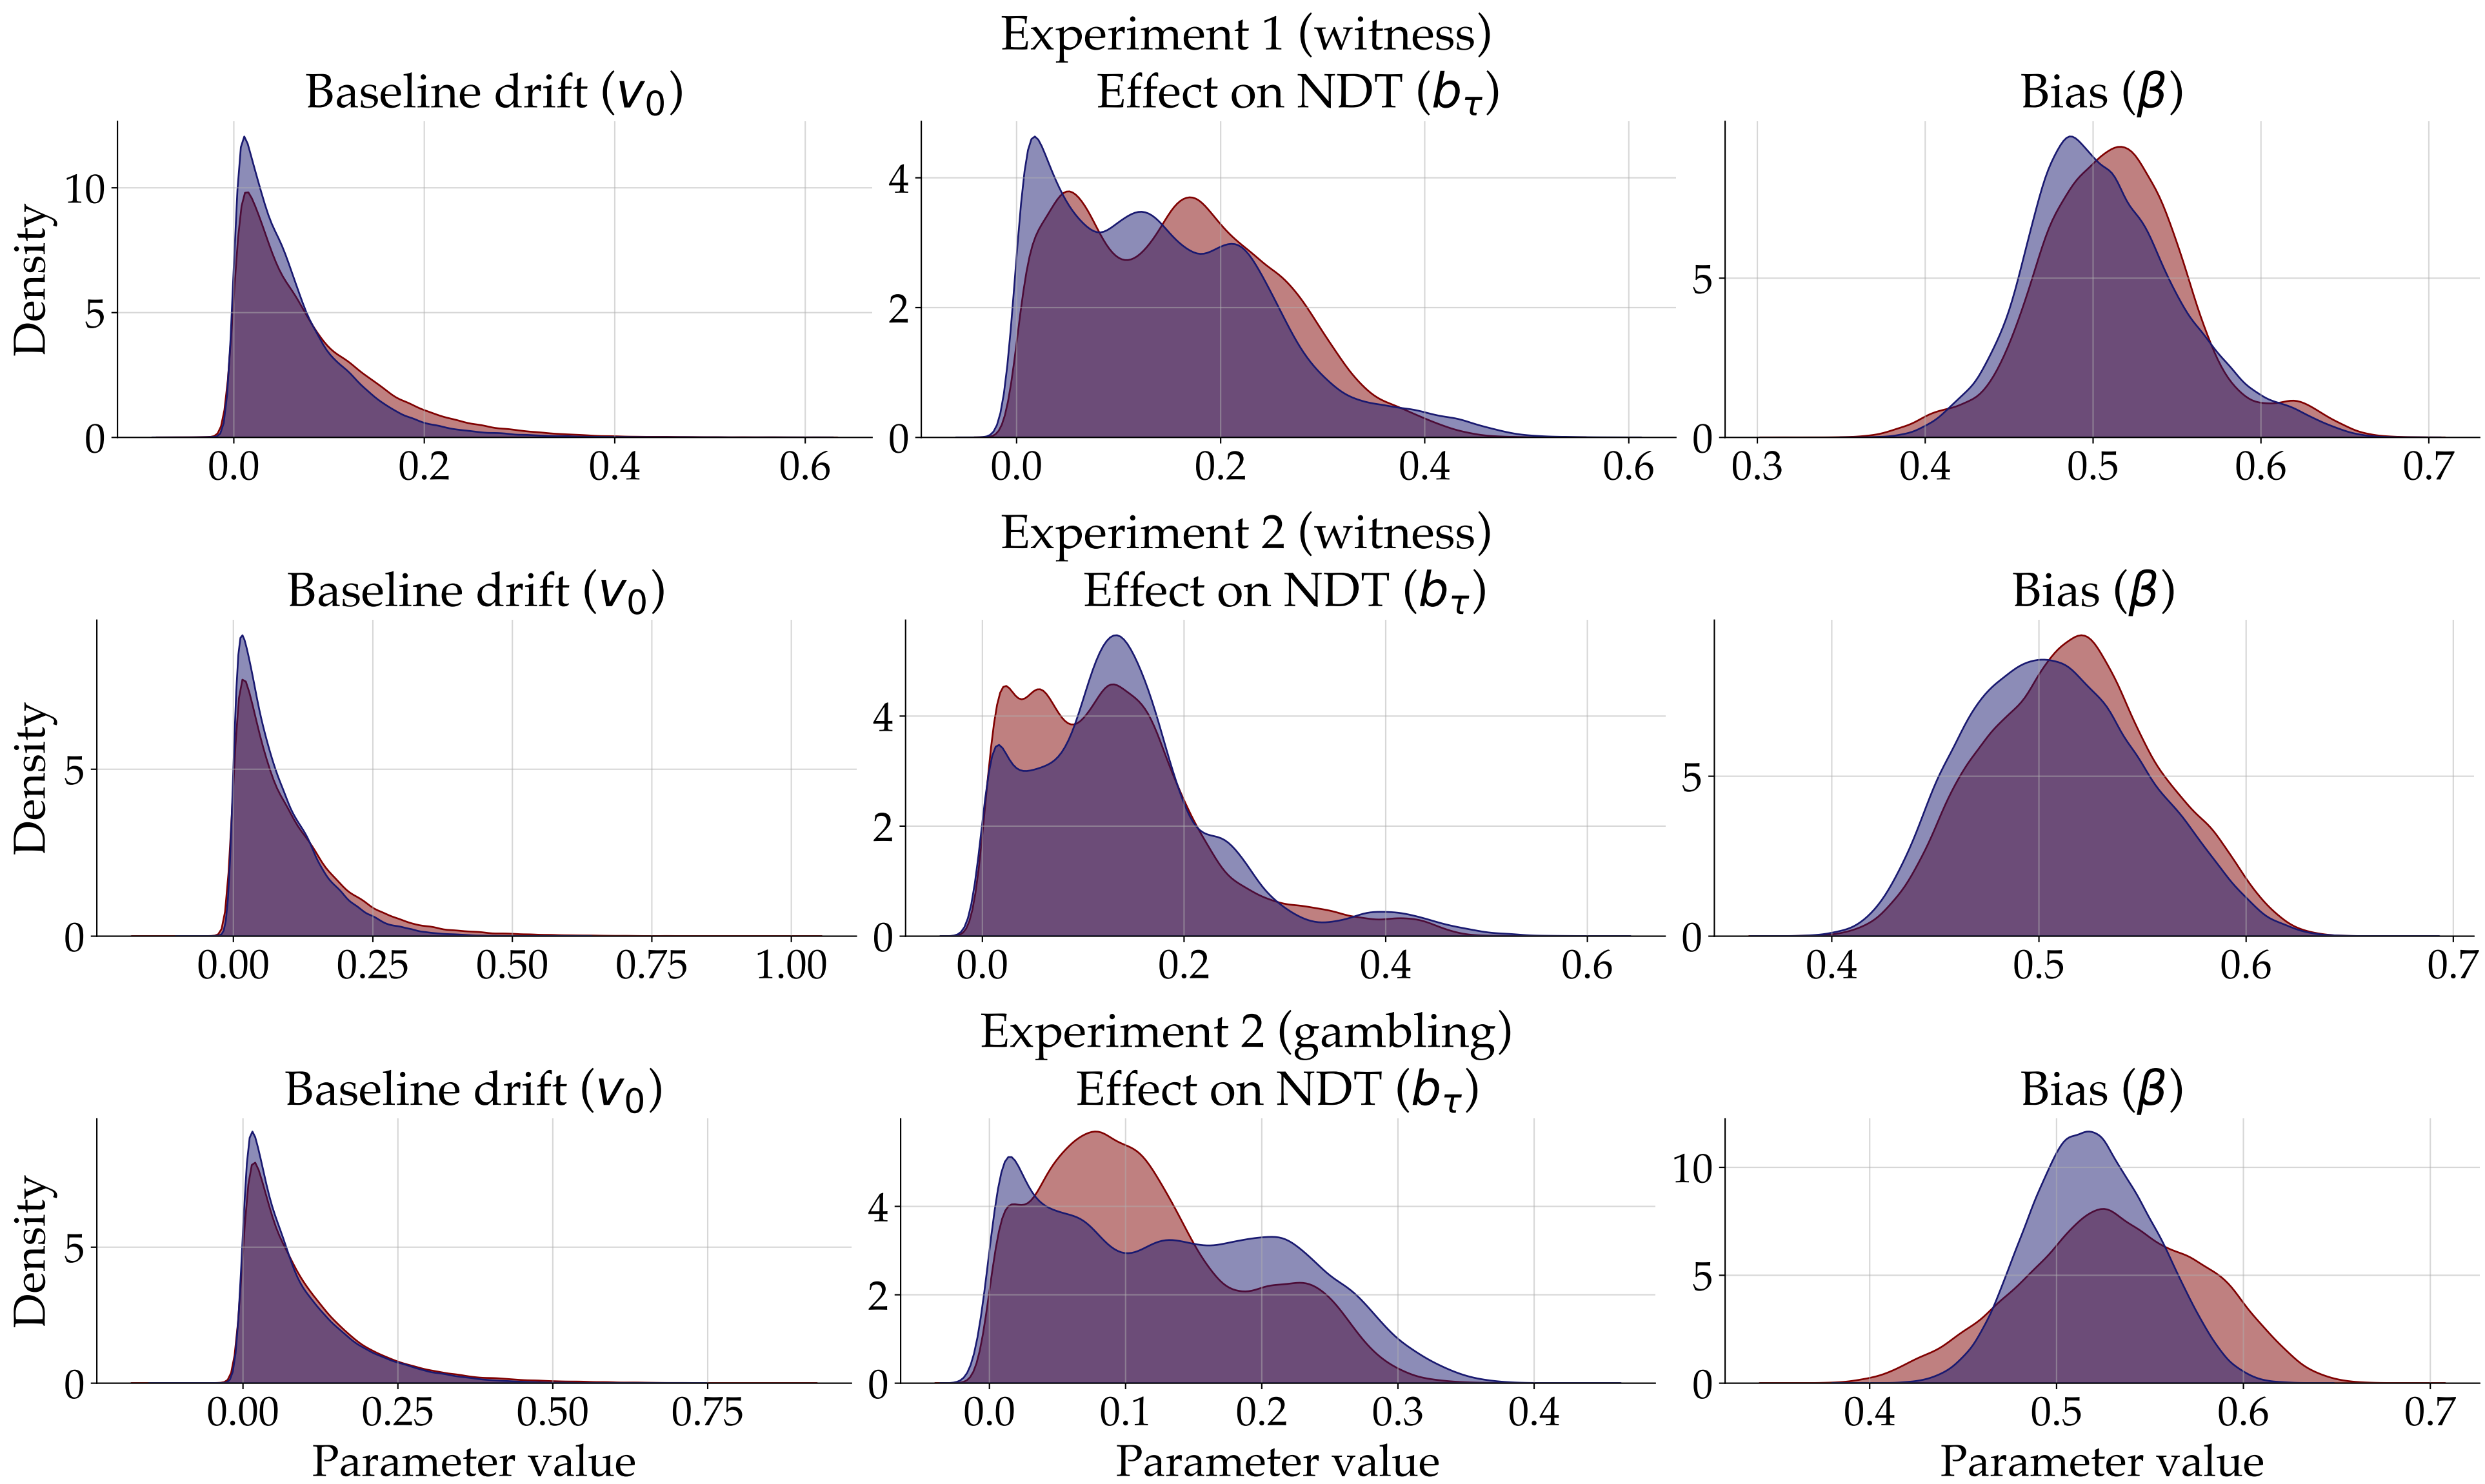 Experiment 1 (witness)
Baseline drift (v₀) Effect on NDT (b_τ) Bias (β)
Density
10
5
0
0.0 0.2 0.4 0.6
4
2
0
0.0 0.2 0.4 0.6
5
0
0.3 0.4 0.5 0.6 0.7
Experiment 2 (witness)
Baseline drift (v₀) Effect on NDT (b_τ) Bias (β)
Density
5
0
0.00 0.25 0.50 0.75 1.00
4
2
0
0.0 0.2 0.4 0.6
5
0
0.4 0.5 0.6 0.7
Experiment 2 (gambling)
Baseline drift (v₀) Effect on NDT (b_τ) Bias (β)
Density
5
0
0.00 0.25 0.50 0.75
Parameter value
4
2
0
0.0 0.1 0.2 0.3 0.4
Parameter value
10
5
0
0.4 0.5 0.6 0.7
Parameter value